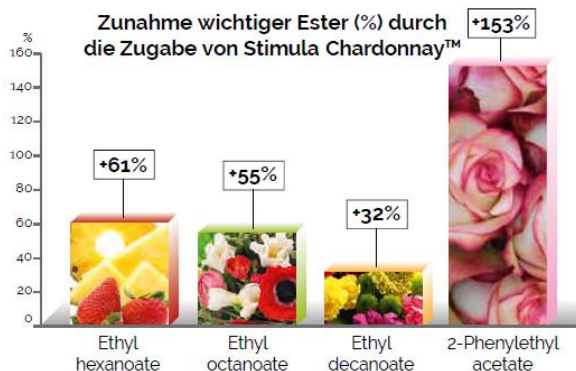 Zunahme wichtiger Ester (%) durch
die Zugabe von Stimula Chardonnay™
%
160
140
120
100
80
60
40
20
0
+61%
+55%
+32%
+153%
Ethyl
hexanoate
Ethyl
octanoate
Ethyl
decanoate
2-Phenylethyl
acetate